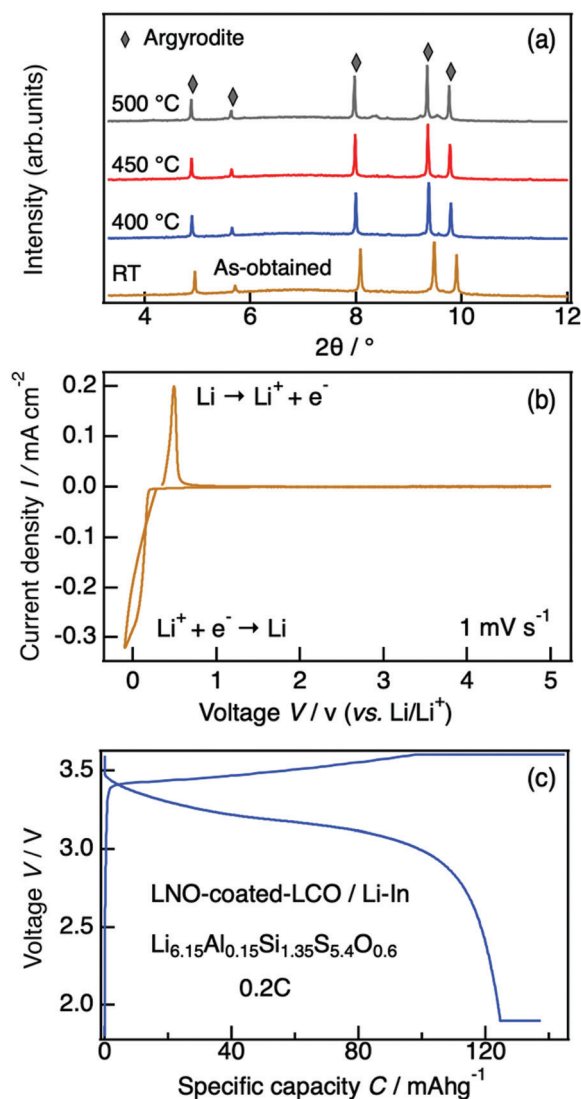 Argyrodite
(a)
500 °C
450 °C
400 °C
RT
As-obtained
Intensity (arb.units)
4 6 8 10 12
2θ / °
(b)
0.2
0.1
0.0
-0.1
-0.2
-0.3
Li → Li⁺ + e⁻
Li⁺ + e⁻ → Li
1 mV s⁻¹
Current density I / mA cm⁻²
0 1 2 3 4 5
Voltage V / v (vs. Li/Li⁺)
(c)
3.5
3.0
2.5
2.0
LNO-coated-LCO / Li-In
Li₆.₁₅Al₀.₁₅Si₁.₃₅S₅.₄O₀.₆
0.2C
Voltage V / V
0 40 80 120
Specific capacity C / mAhg⁻¹